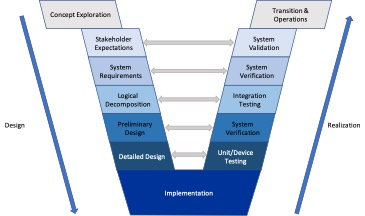 Concept Exploration
Transition &
Operations
Stakeholder
Expectations
System
Validation
System
Requirements
System
Verification
Logical
Decomposition
Integration
Testing
Design
Preliminary
Design
System
Verification
Realization
Detailed Design
Unit/Device
Testing
Implementation